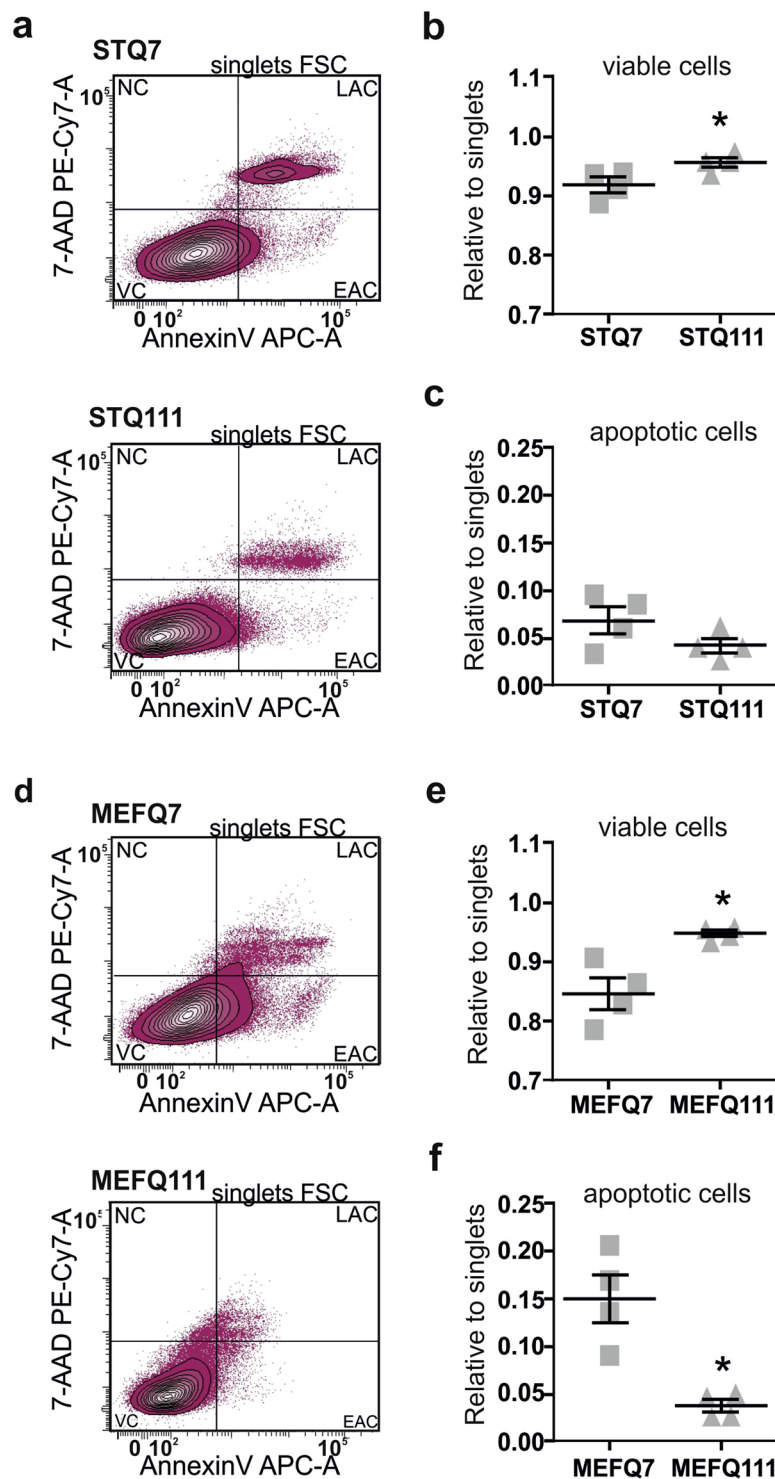 a
STQ7
singlets FSC
NC
LAC
10⁵
7-AAD PE-Cy7-A
VC
EAC
0 10²
10⁵
AnnexinV APC-A
STQ111
singlets FSC
NC
LAC
10⁵
7-AAD PE-Cy7-A
VC
EAC
0 10²
10⁵
AnnexinV APC-A
b
viable cells
*
Relative to singlets
1.1
1.0
0.9
0.8
0.7
STQ7 STQ111
c
apoptotic cells
Relative to singlets
0.25
0.20
0.15
0.10
0.05
0.00
STQ7 STQ111
d
MEFQ7
singlets FSC
NC
LAC
10⁵
7-AAD PE-Cy7-A
VC
EAC
0 10²
10⁵
AnnexinV APC-A
MEFQ111
singlets FSC
NC
LAC
10⁵
7-AAD PE-Cy7-A
VC
EAC
0 10²
10⁵
AnnexinV APC-A
e
viable cells
*
Relative to singlets
1.1
1.0
0.9
0.8
0.7
MEFQ7 MEFQ111
f
apoptotic cells
*
Relative to singlets
0.25
0.20
0.15
0.10
0.05
0.00
MEFQ7 MEFQ111